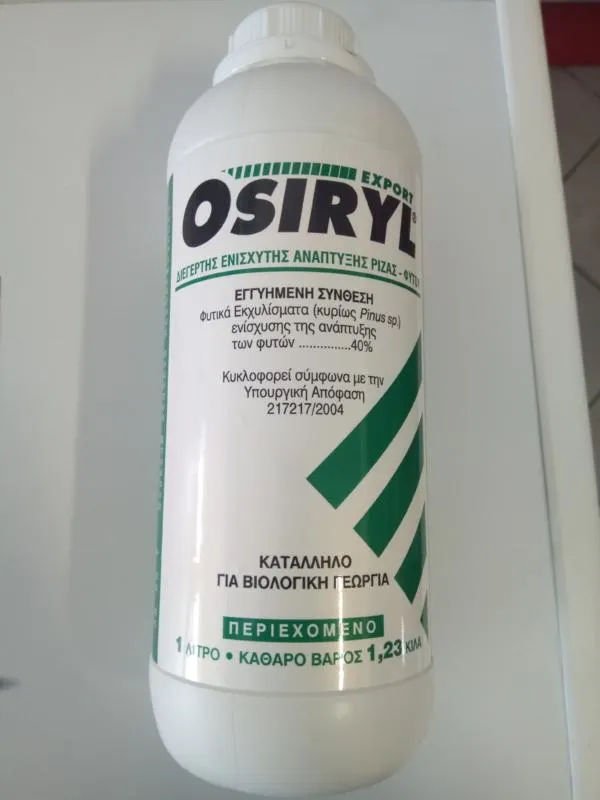 EXPORT
OSIRYL®
ΔΙΕΓΕΡΤΗΣ ΕΝΙΣΧΥΤΗΣ ΑΝΑΠΤΥΞΗΣ ΡΙΖΑΣ - ΦΥΤΟΥ
ΕΓΓΥΗΜΕΝΗ ΣΥΝΘΕΣΗ
Φυτικά Εκχυλίσματα (κυρίως Pinus sp.)
ενίσχυσης της ανάπτυξης
των φυτών ...............40%
Κυκλοφορεί σύμφωνα με την
Υπουργική Απόφαση
217217/2004
ΚΑΤΑΛΛΗΛΟ
ΓΙΑ ΒΙΟΛΟΓΙΚΗ ΓΕΩΡΓΙΑ
ΠΕΡΙΕΧΟΜΕΝΟ
1 ΛΙΤΡΟ • ΚΑΘΑΡΟ ΒΑΡΟΣ 1,23 ΚΙΛΑ